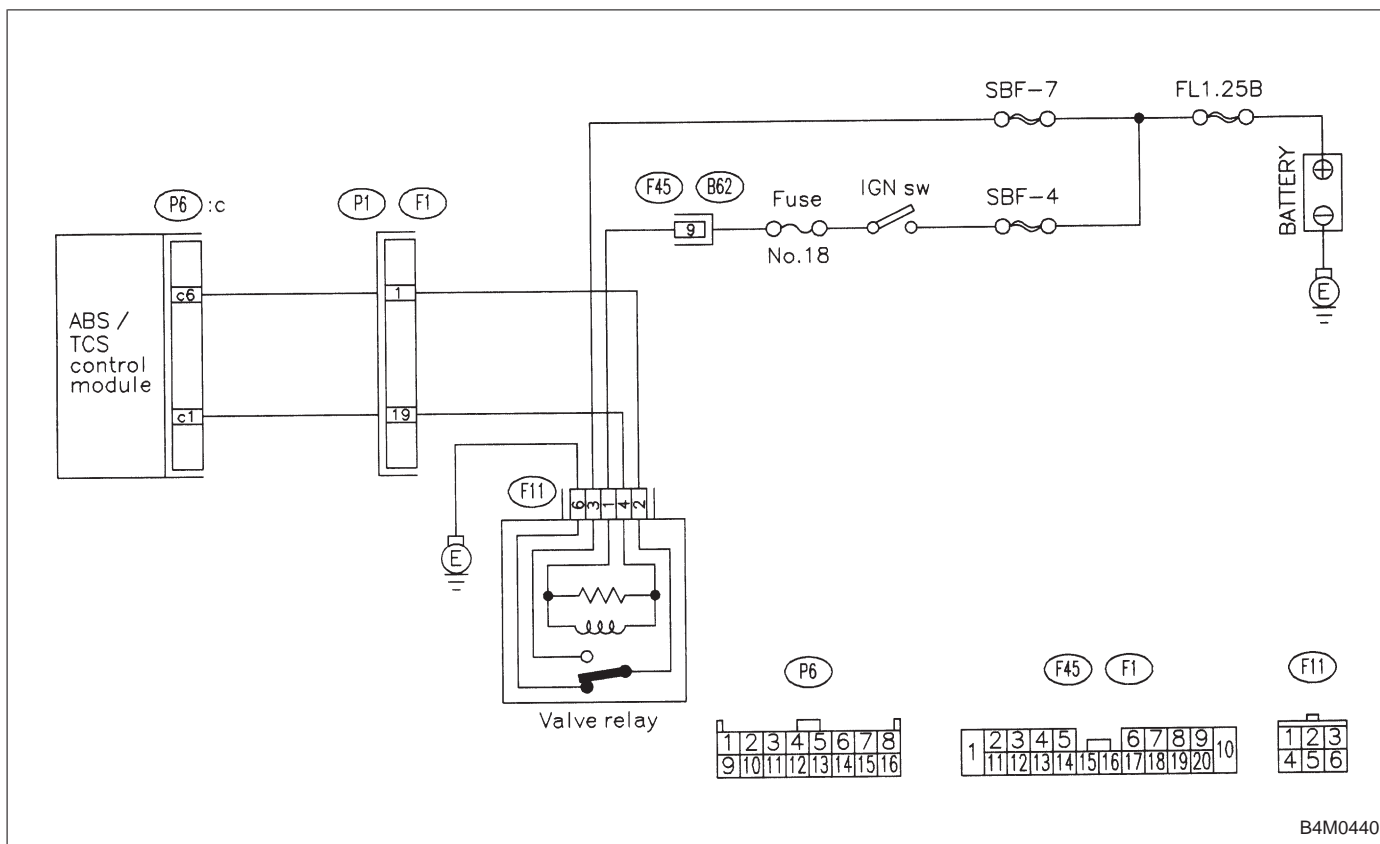 SBF-7
FL1.25B
BATTERY
F45 B62
Fuse
IGN sw
SBF-4
9
No.18
P6 :c
P1 F1
c6
1
ABS /
TCS
control
module
c1
19
E
F11
6 3 1 4 2
E
Valve relay
P6
F45 F1
F11
1 2 3 4 5 6 7 8
9 10 11 12 13 14 15 16
1 2 3 4 5 6 7 8 9 10
11 12 13 14 15 16 17 18 19 20
1 2 3
4 5 6
B4M0440